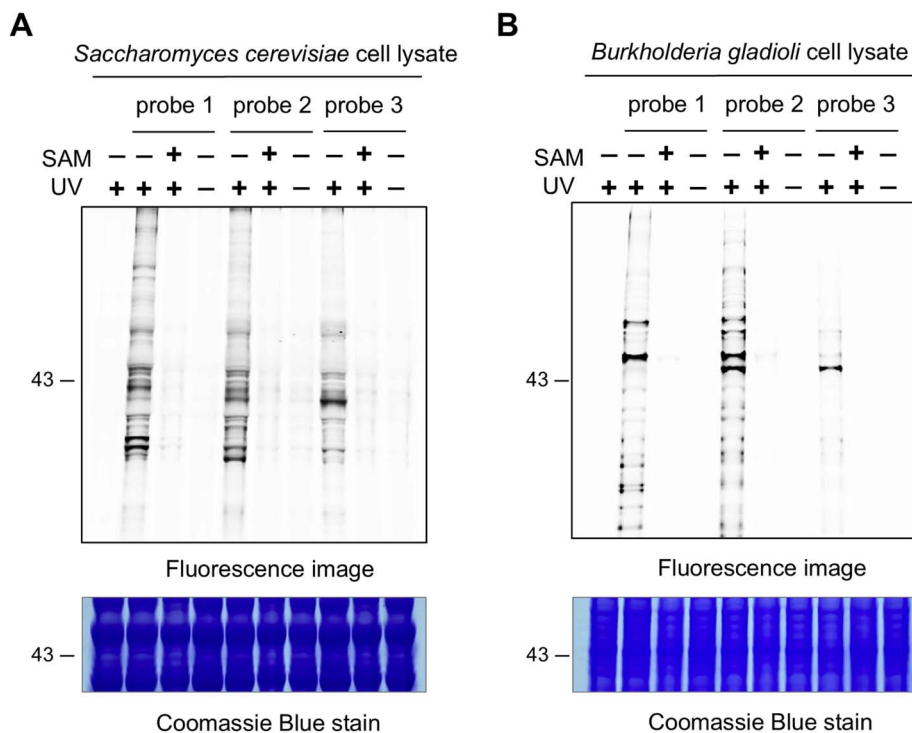 A
Saccharomyces cerevisiae cell lysate
probe 1 probe 2 probe 3
SAM − − + − − + − − + −
UV + + + − + + − + + −
43 —
Fluorescence image
43 —
Coomassie Blue stain
B
Burkholderia gladioli cell lysate
probe 1 probe 2 probe 3
SAM − − + − − + − − + −
UV + + + − + + − + + −
43 —
Fluorescence image
43 —
Coomassie Blue stain